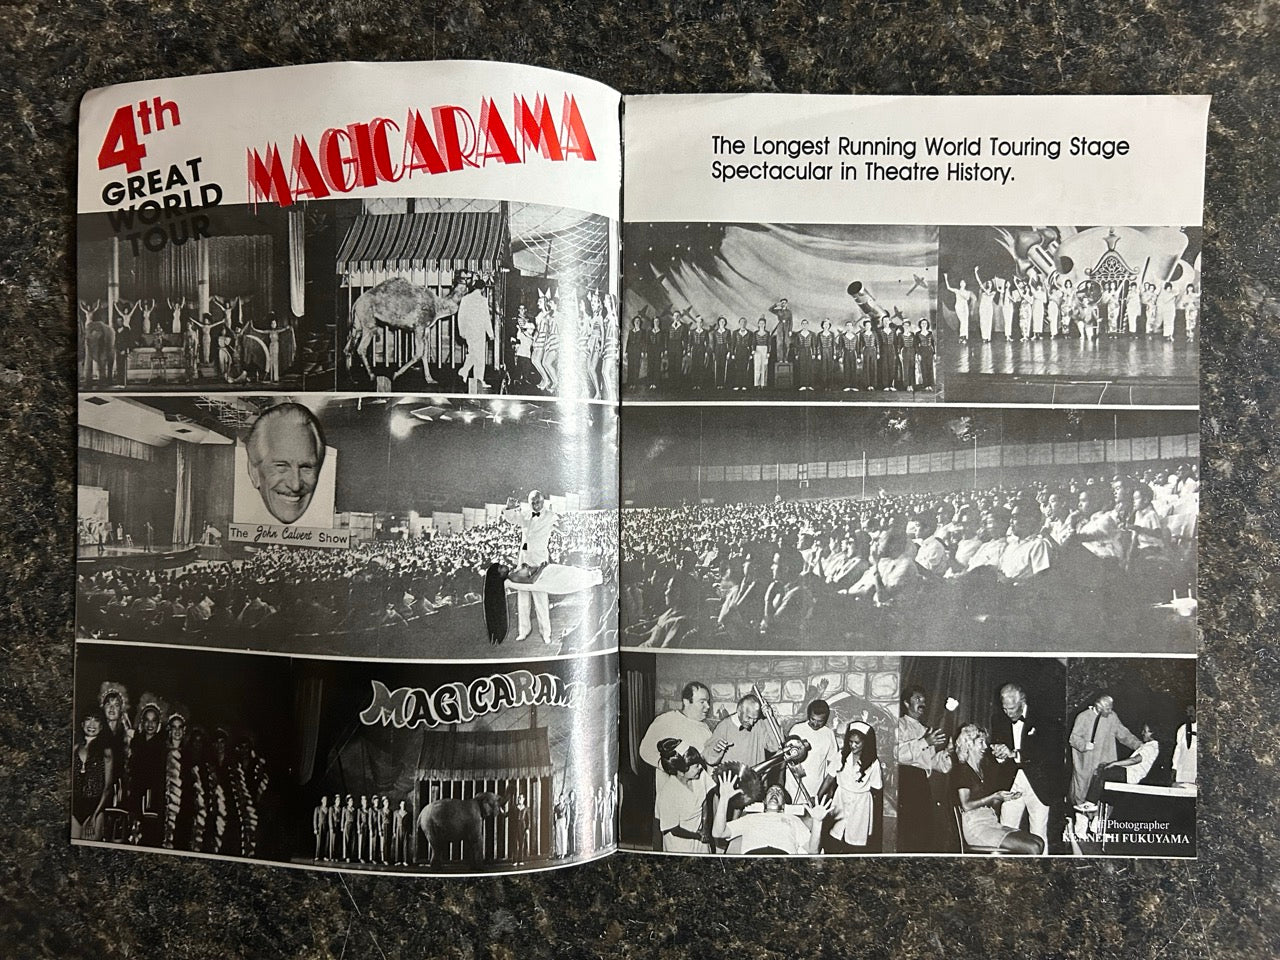 4th
GREAT
WORLD
TOUR
MAGICARAMA
The Longest Running World Touring Stage
Spectacular in Theatre History.
The John Calvert Show
MAGICARAMA
Photographer
KENNETH FUKUYAMA